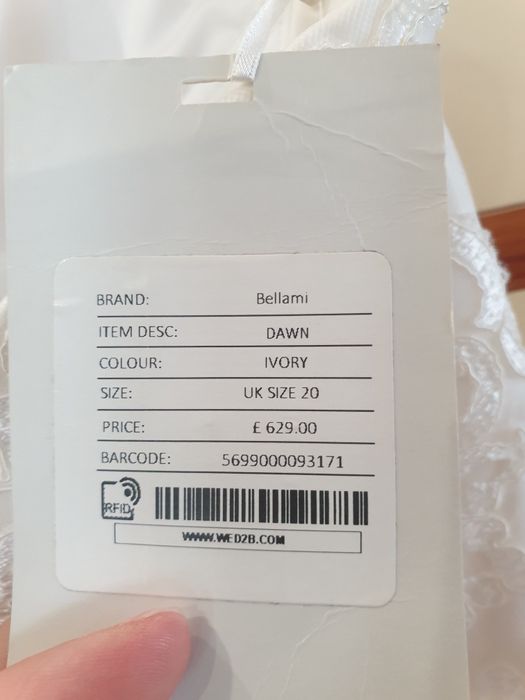 BRAND: Bellami
ITEM DESC: DAWN
COLOUR: IVORY
SIZE: UK SIZE 20
PRICE: £ 629.00
BARCODE: 5699000093171
RFID
WWW.WED2B.COM